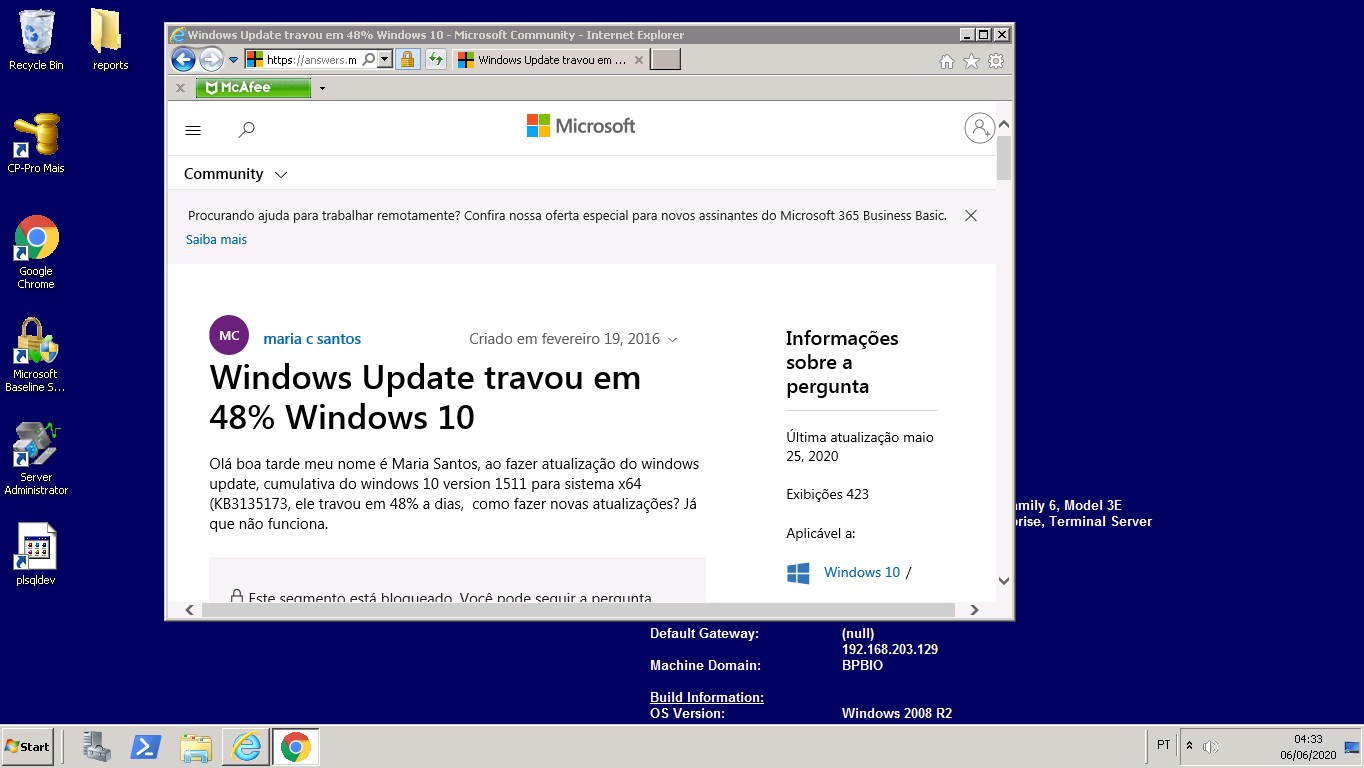 Recycle Bin
reports
CP-Pro Mais
Google
Chrome
Microsoft
Baseline S...
Server
Administrator
plsqldev
Windows Update travou em 48% Windows 10 - Microsoft Community - Internet Explorer
https://answers.m
Windows Update travou em ...
McAfee
Microsoft
Community
Procurando ajuda para trabalhar remotamente? Confira nossa oferta especial para novos assinantes do Microsoft 365 Business Basic.
Saiba mais
MC
maria c santos
Criado em fevereiro 19, 2016
Windows Update travou em
48% Windows 10
Olá boa tarde meu nome é Maria Santos, ao fazer atualização do windows
update, cumulativa do windows 10 version 1511 para sistema x64
(KB3135173, ele travou em 48% a dias,  como fazer novas atualizações? Já
que não funciona.
Este segmento está bloqueado. Você pode seguir a pergunta
Informações
sobre a
pergunta
Última atualização maio
25, 2020
Exibições 423
Aplicável a:
Windows 10 /
amily 6, Model 3E
prise, Terminal Server
Default Gateway: (null)
192.168.203.129
Machine Domain: BPBIO
Build Information:
OS Version: Windows 2008 R2
Start
PT
04:33
06/06/2020